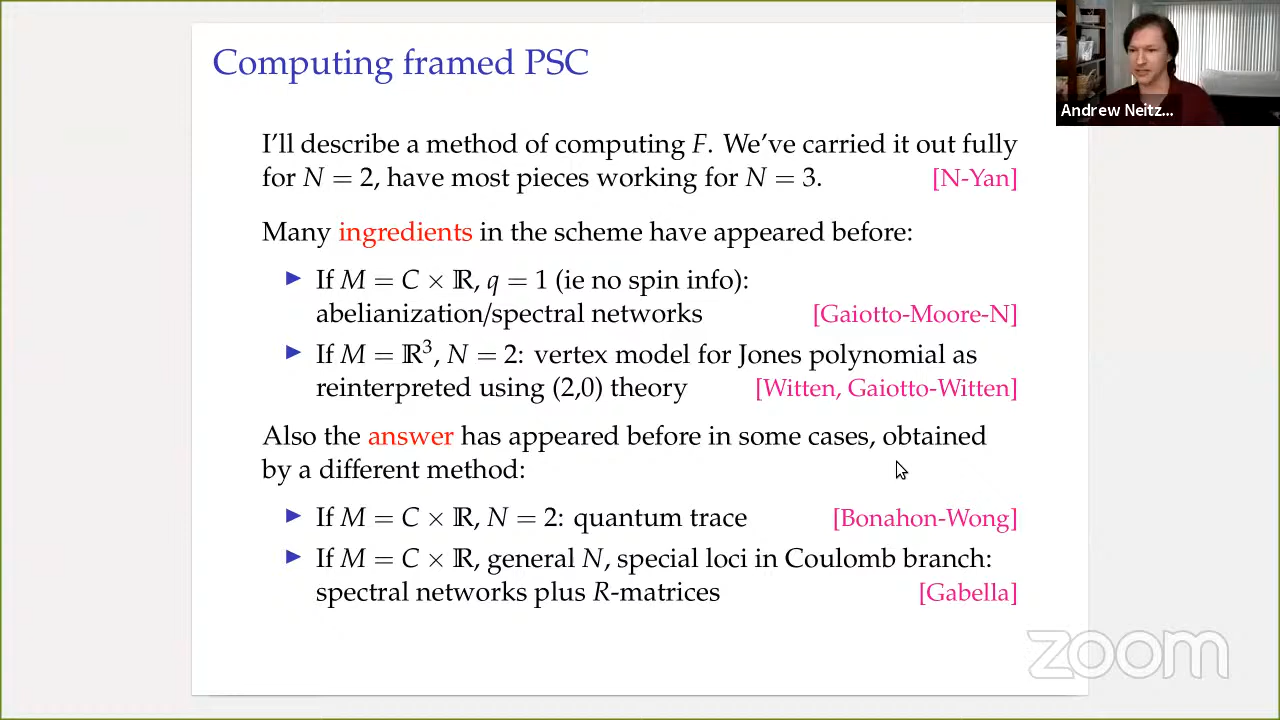 Computing framed PSC
Andrew Neitz...
I'll describe a method of computing F. We've carried it out fully
for N = 2, have most pieces working for N = 3. [N-Yan]
Many ingredients in the scheme have appeared before:
▶ If M = C × ℝ, q = 1 (ie no spin info):
abelianization/spectral networks [Gaiotto-Moore-N]
▶ If M = ℝ³, N = 2: vertex model for Jones polynomial as
reinterpreted using (2,0) theory [Witten, Gaiotto-Witten]
Also the answer has appeared before in some cases, obtained
by a different method:
▶ If M = C × ℝ, N = 2: quantum trace [Bonahon-Wong]
▶ If M = C × ℝ, general N, special loci in Coulomb branch:
spectral networks plus R-matrices [Gabella]
zoom